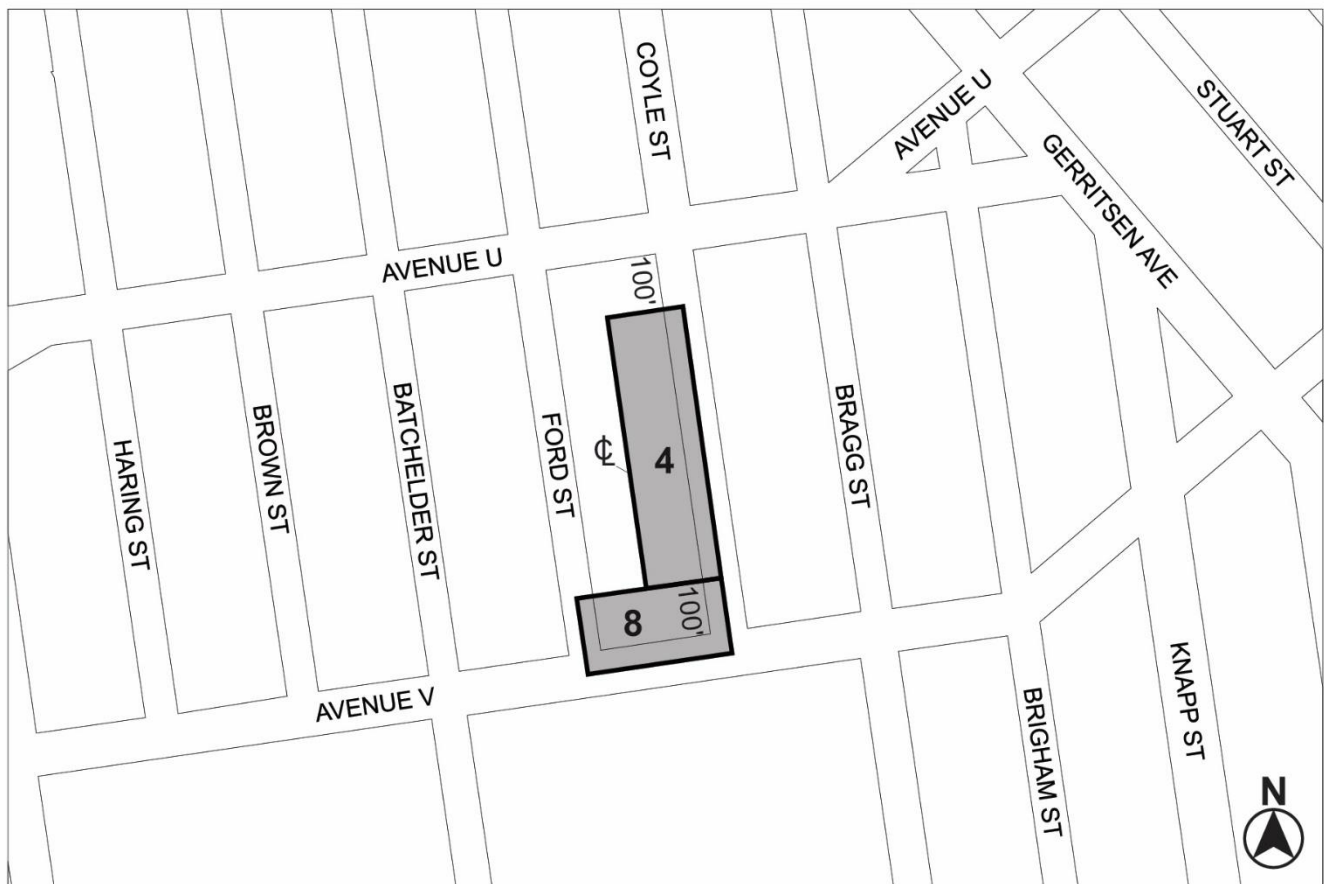 COYLE ST
AVENUE U
STUART ST
GERRITSEN AVE
AVENUE U
100'
HARING ST
BROWN ST
BATCHELDER ST
FORD ST
℄
4
BRAGG ST
8
100'
AVENUE V
BRIGHAM ST
KNAPP ST
N